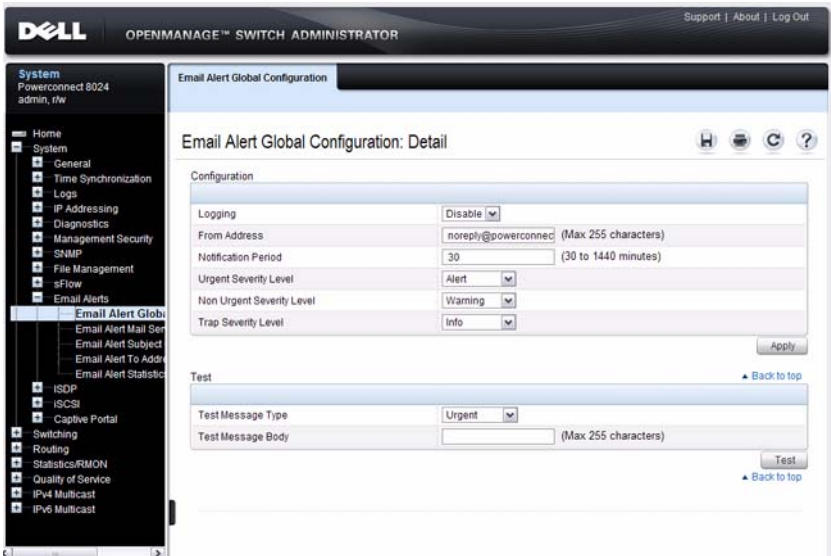 Support | About | Log Out
DELL
OPENMANAGE™ SWITCH ADMINISTRATOR
System
Powerconnect 8024
admin, r/w
Email Alert Global Configuration
Home
System
General
Time Synchronization
Logs
IP Addressing
Diagnostics
Management Security
SNMP
File Management
sFlow
Email Alerts
Email Alert Globa
Email Alert Mail Ser
Email Alert Subject
Email Alert To Addre
Email Alert Statistics
ISDP
iSCSI
Captive Portal
Switching
Routing
Statistics/RMON
Quality of Service
IPv4 Multicast
IPv6 Multicast
Email Alert Global Configuration: Detail
Configuration
Logging Disable
From Address noreply@powerconnec (Max 255 characters)
Notification Period 30 (30 to 1440 minutes)
Urgent Severity Level Alert
Non Urgent Severity Level Warning
Trap Severity Level Info
Apply
Test ▲ Back to top
Test Message Type Urgent
Test Message Body (Max 255 characters)
Test
▲ Back to top